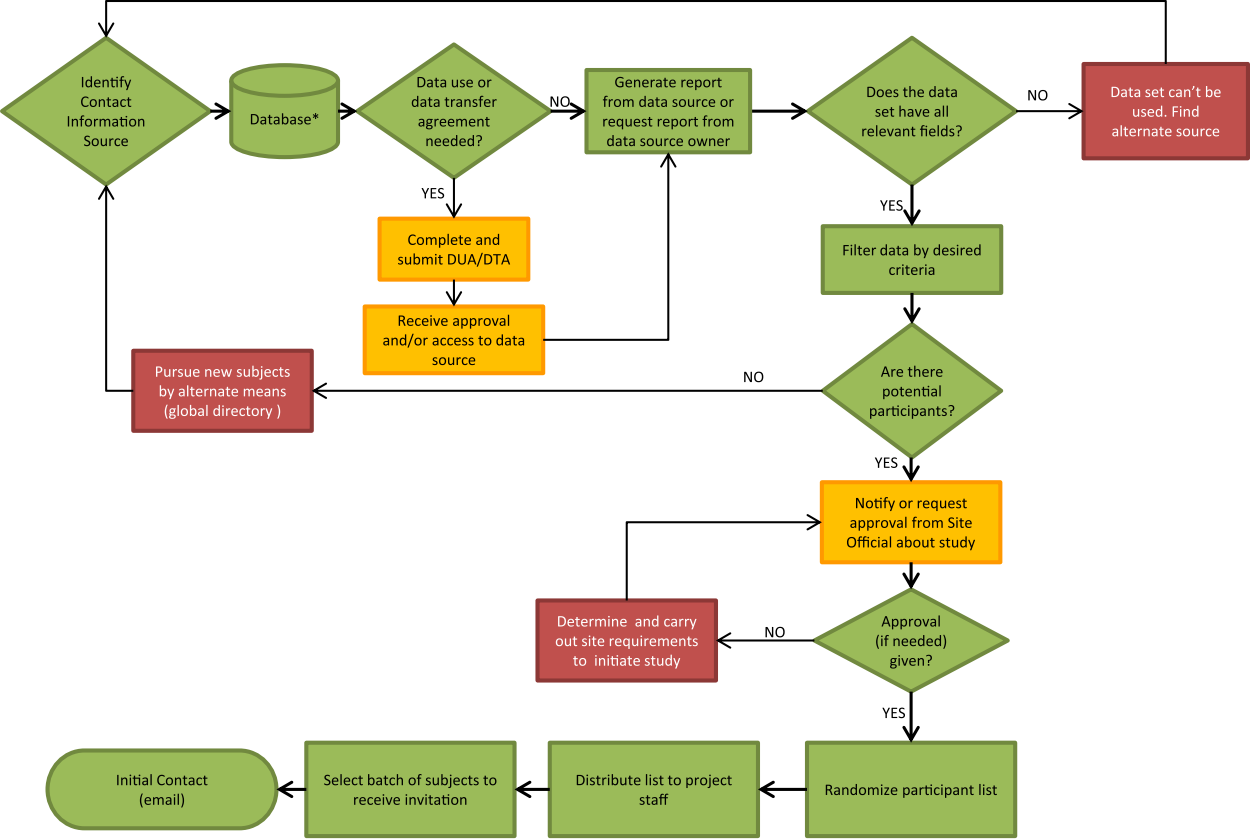 Identify
Contact
Information
Source
Database*
Data use or
data transfer
agreement
needed?
NO
Generate report
from data source or
request report from
data source owner
Does the data
set have all
relevant fields?
NO
Data set can’t be
used. Find
alternate source
YES
Complete and
submit DUA/DTA
Receive approval
and/or access to data
source
YES
Filter data by desired
criteria
Are there
potential
participants?
NO
Pursue new subjects
by alternate means
(global directory )
YES
Notify or request
approval from Site
Official about study
Approval
(if needed)
given?
NO
Determine  and carry
out site requirements
to  initiate study
YES
Randomize participant list
Distribute list to project
staff
Select batch of subjects to
receive invitation
Initial Contact
(email)